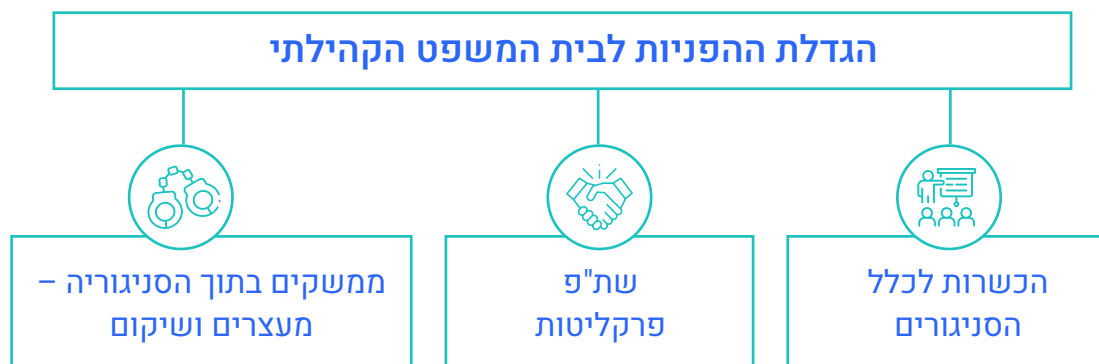 הגדלת ההפניות לבית המשפט הקהילתי
הכשרות לכלל
הסניגורים
שת"פ
פרקליטות
ממשקים בתוך הסניגוריה –
מעצרים ושיקום